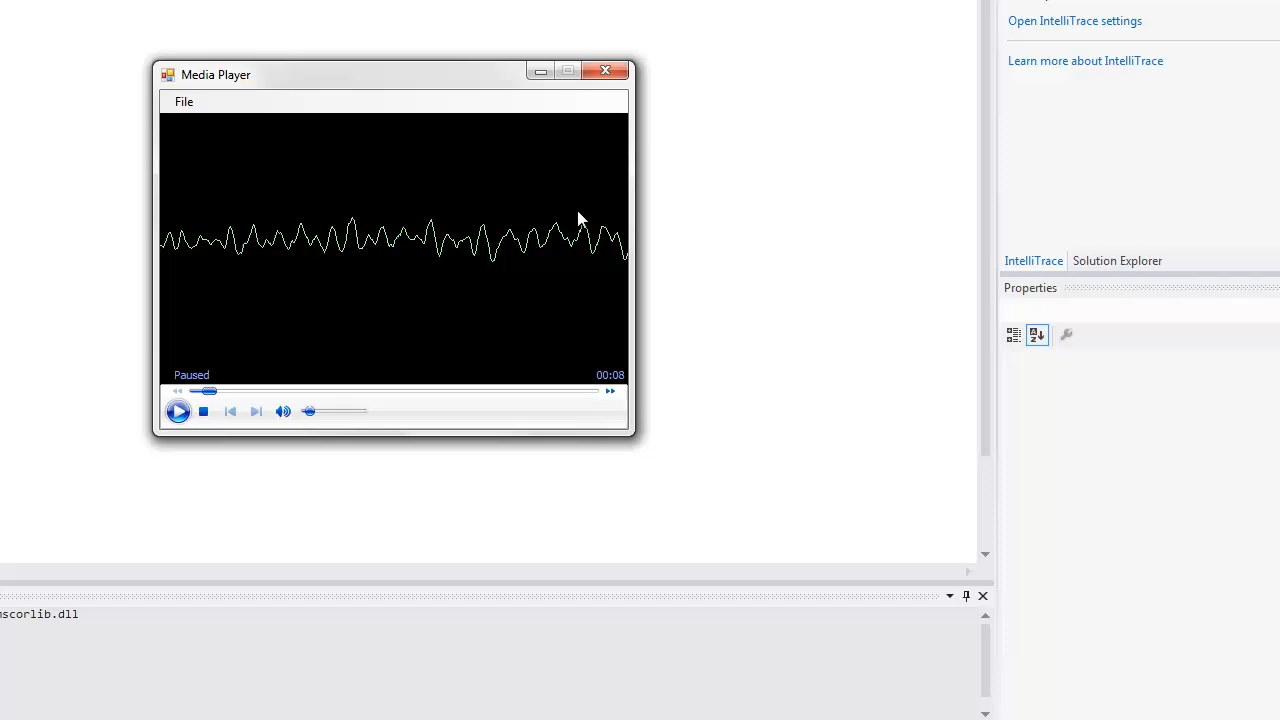 Open IntelliTrace settings
Learn more about IntelliTrace
Media Player
File
Paused
00:08
IntelliTrace
Solution Explorer
Properties
scorlib.dll